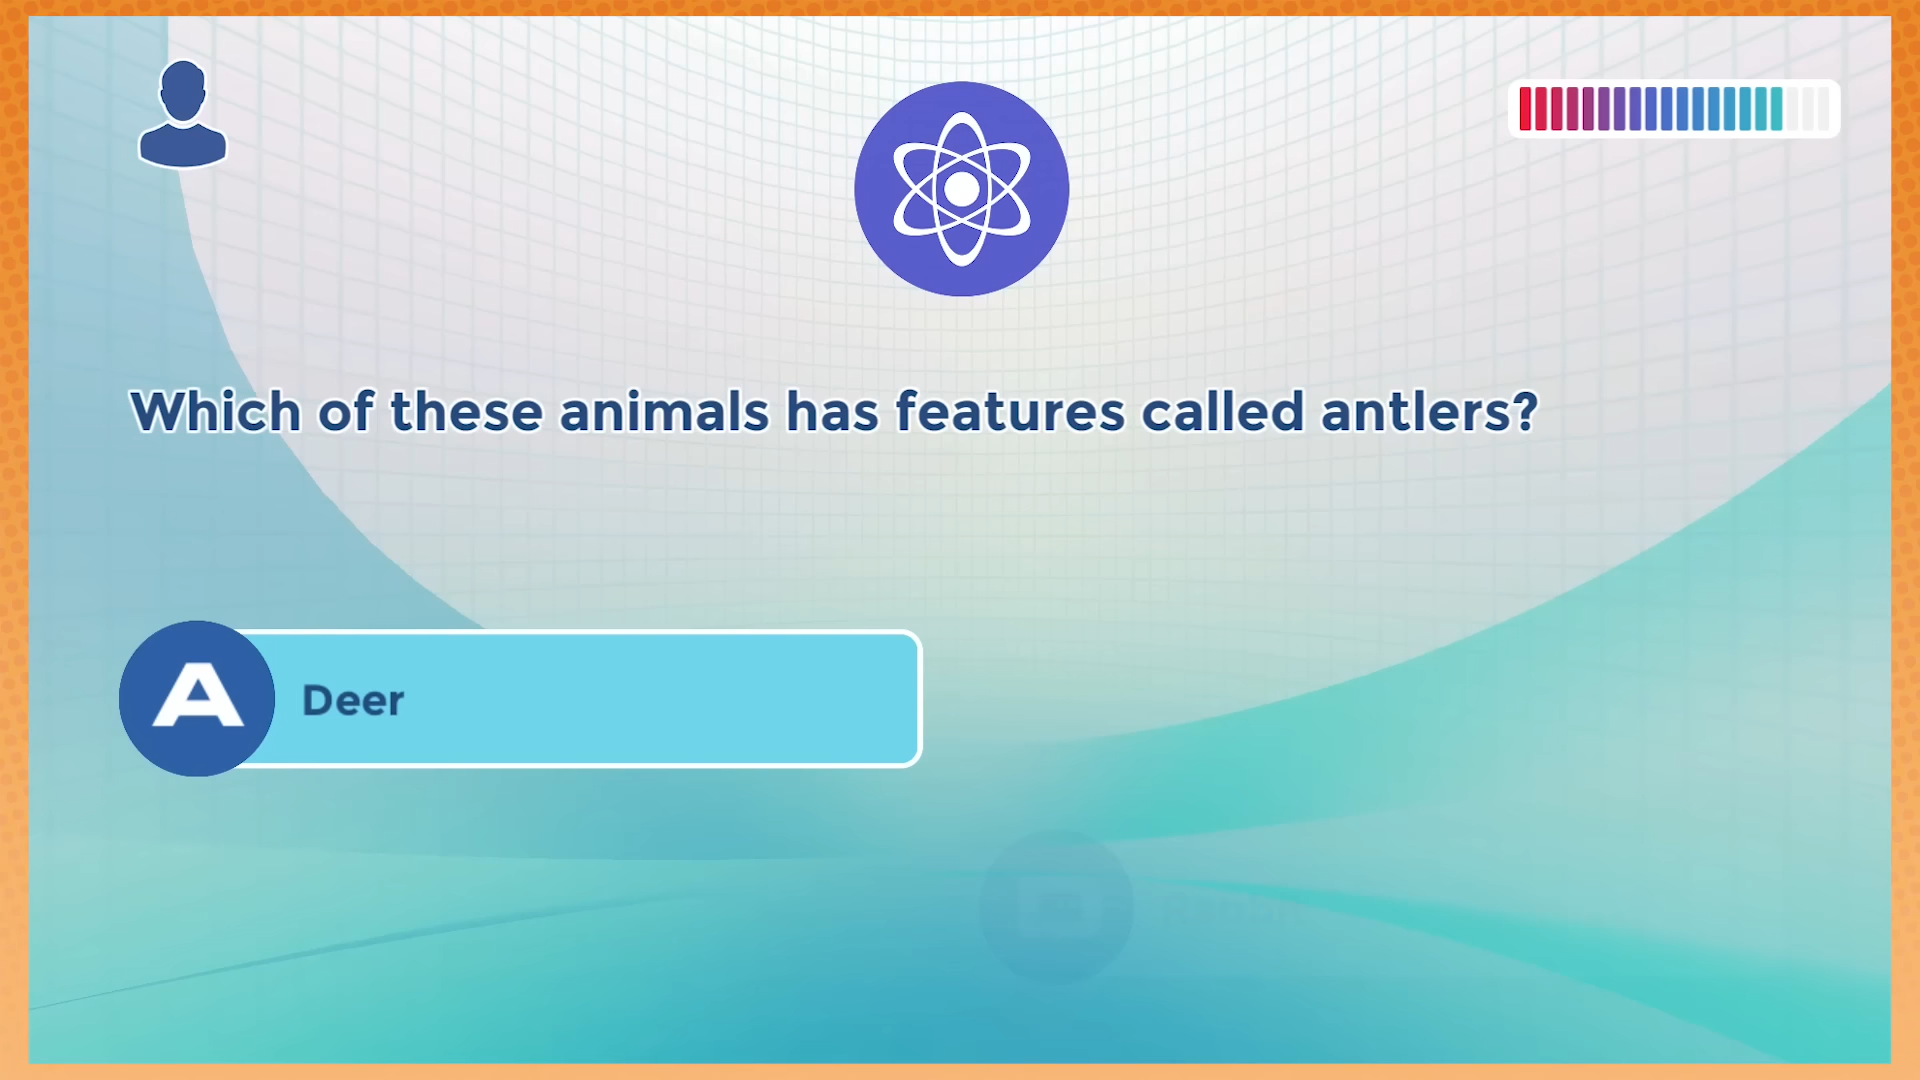 Which of these animals has features called antlers?
A Deer